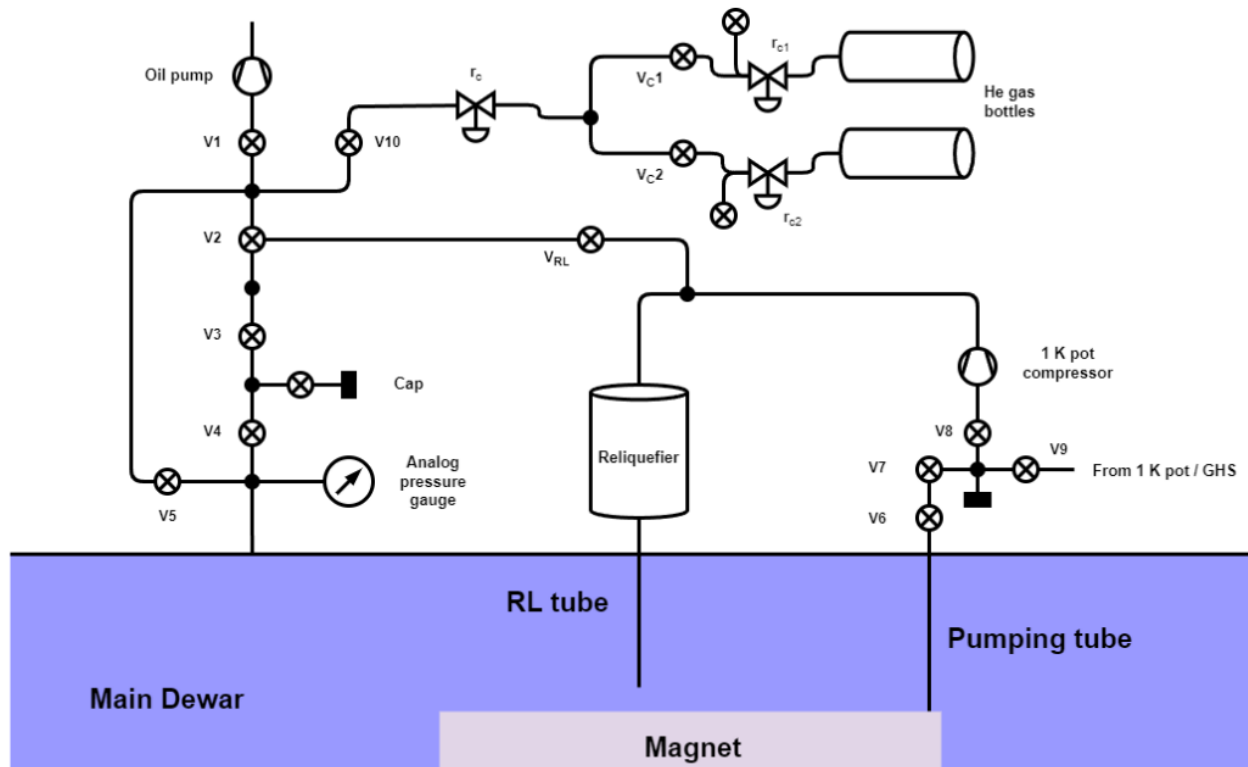 Oil pump
V1
V10
r_c
V_C1
r_c1
He gas
bottles
V_C2
r_c2
V2
V_RL
V3
Cap
V4
1 K pot
compressor
Analog
pressure
gauge
V5
Reliquefier
V8
V7
V9
From 1 K pot / GHS
V6
RL tube
Pumping tube
Main Dewar
Magnet